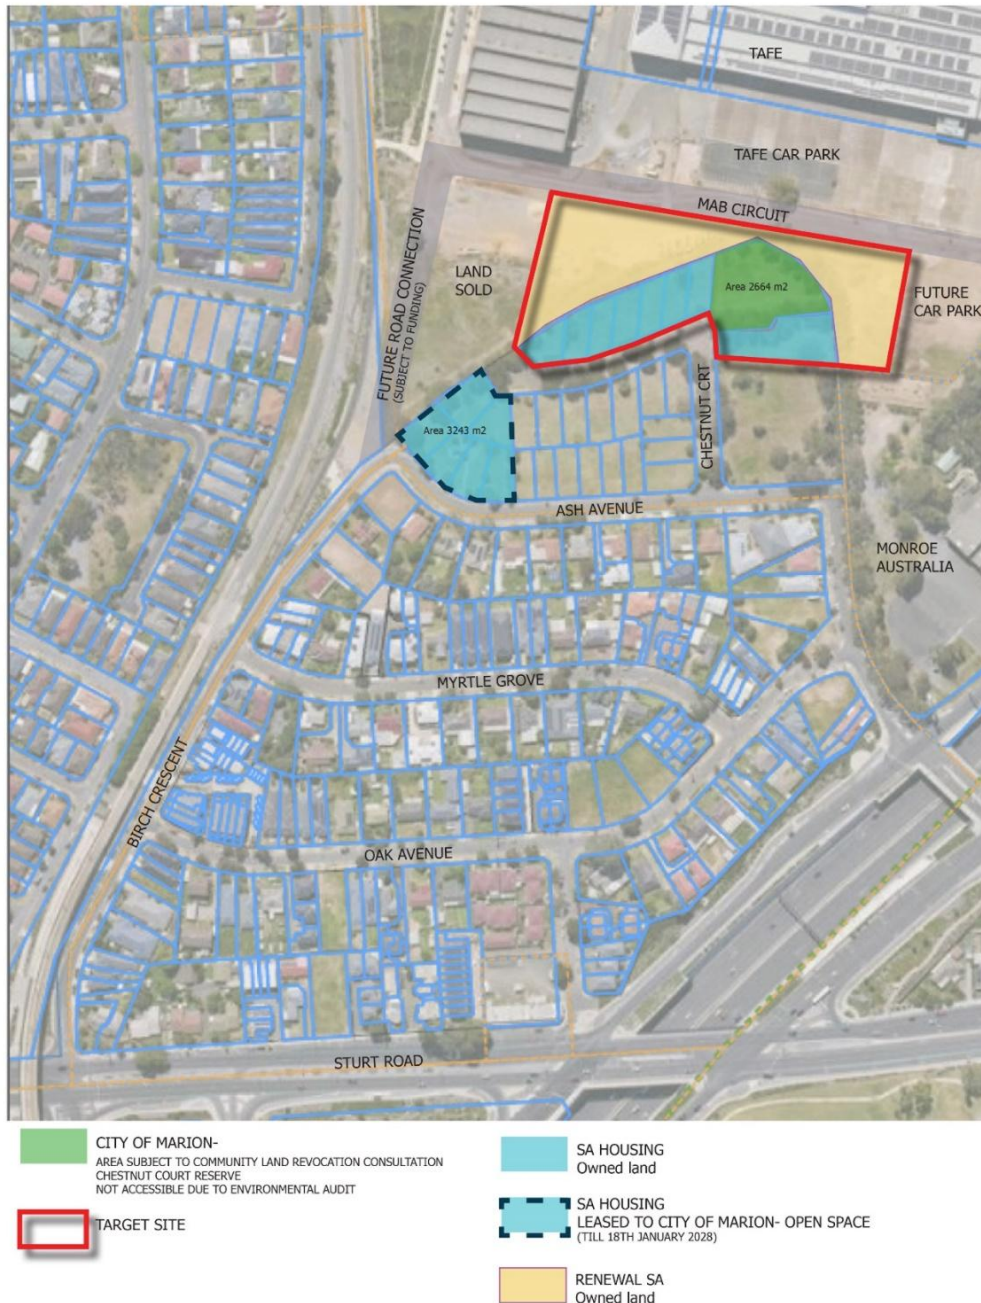 TAFE
TAFE CAR PARK
MAB CIRCUIT
FUTURE ROAD CONNECTION
(SUBJECT TO FUNDING)
LAND
SOLD
Area 2664 m2
FUTURE
CAR PARK
CHESTNUT CRT
Area 3243 m2
ASH AVENUE
MONROE
AUSTRALIA
MYRTLE GROVE
BIRCH CRESCENT
OAK AVENUE
STURT ROAD
CITY OF MARION-
AREA SUBJECT TO COMMUNITY LAND REVOCATION CONSULTATION
CHESTNUT COURT RESERVE
NOT ACCESSIBLE DUE TO ENVIRONMENTAL AUDIT
TARGET SITE
SA HOUSING
Owned land
SA HOUSING
LEASED TO CITY OF MARION- OPEN SPACE
(TILL 18TH JANUARY 2028)
RENEWAL SA
Owned land